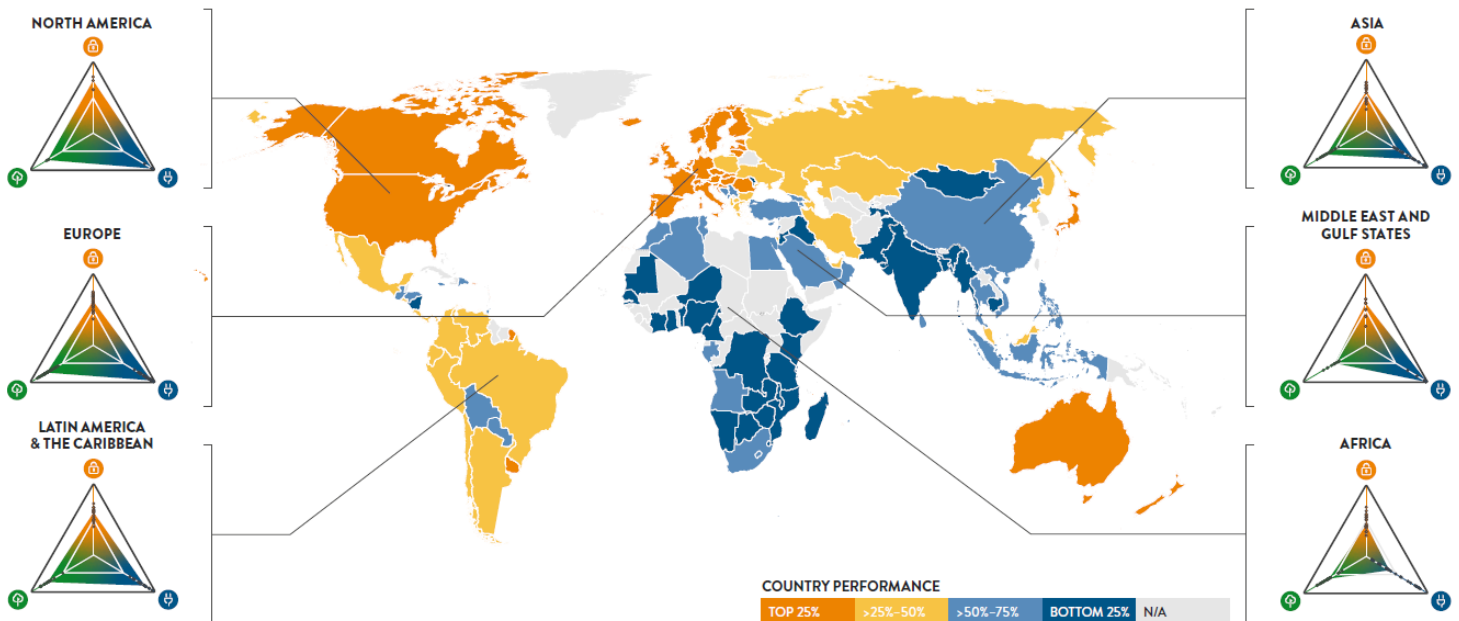 NORTH AMERICA
EUROPE
LATIN AMERICA
& THE CARIBBEAN
ASIA
MIDDLE EAST AND
GULF STATES
AFRICA
COUNTRY PERFORMANCE
TOP 25%
>25%–50%
>50%–75%
BOTTOM 25%
N/A